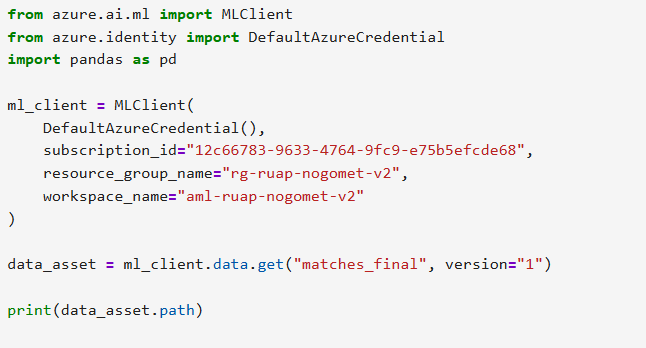 from azure.ai.ml import MLClient
from azure.identity import DefaultAzureCredential
import pandas as pd
ml_client = MLClient(
    DefaultAzureCredential(),
    subscription_id="12c66783-9633-4764-9fc9-e75b5efcde68",
    resource_group_name="rg-ruap-nogomet-v2",
    workspace_name="aml-ruap-nogomet-v2"
)
data_asset = ml_client.data.get("matches_final", version="1")
print(data_asset.path)